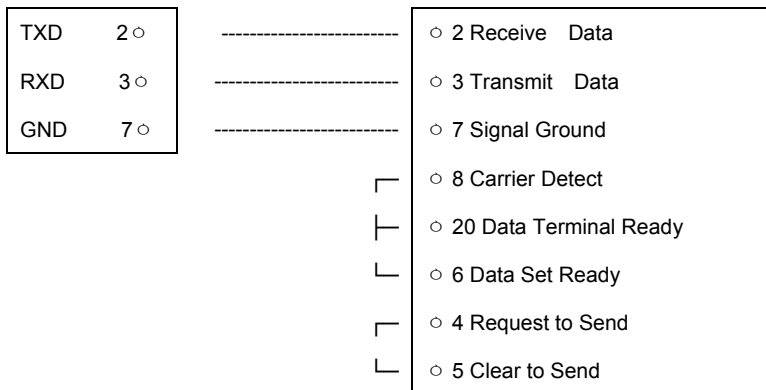 TXD 2 ------------------------- 2 Receive Data
RXD 3 -------------------------- 3 Transmit Data
GND 7 -------------------------- 7 Signal Ground
8 Carrier Detect
20 Data Terminal Ready
6 Data Set Ready
4 Request to Send
5 Clear to Send